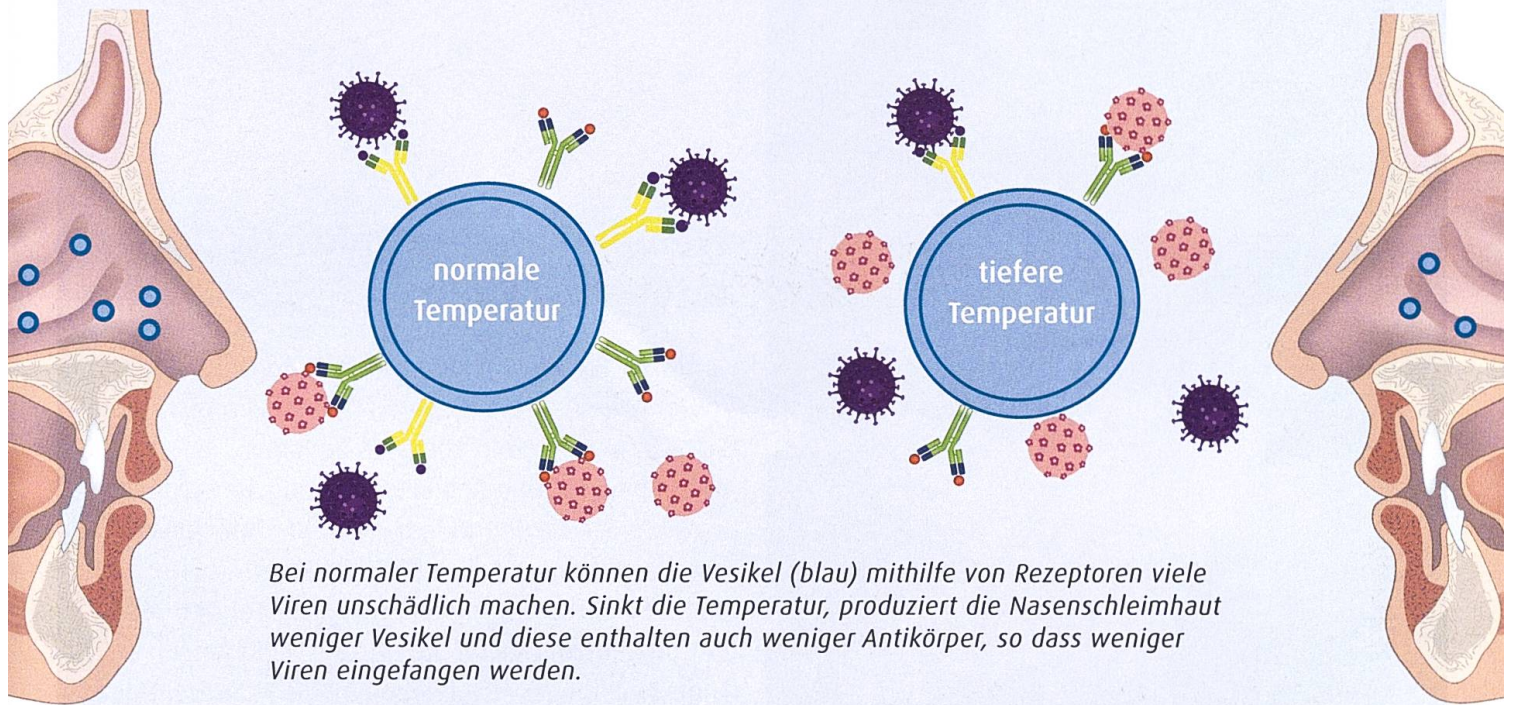 normale
Temperatur
tiefere
Temperatur
Bei normaler Temperatur können die Vesikel (blau) mithilfe von Rezeptoren viele
Viren unschädlich machen. Sinkt die Temperatur, produziert die Nasenschleimhaut
weniger Vesikel und diese enthalten auch weniger Antikörper, so dass weniger
Viren eingefangen werden.